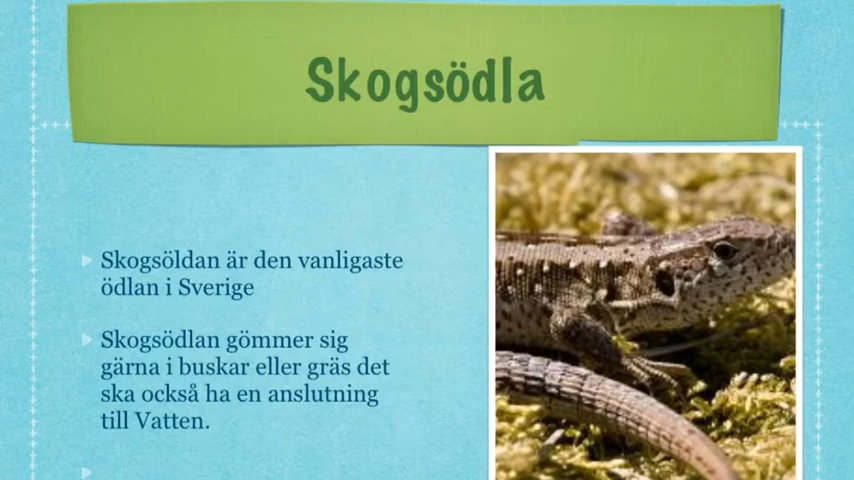 Skogsödla
Skogsöldan är den vanligaste
ödlan i Sverige
Skogsödlan gömmer sig
gärna i buskar eller gräs det
ska också ha en anslutning
till Vatten.